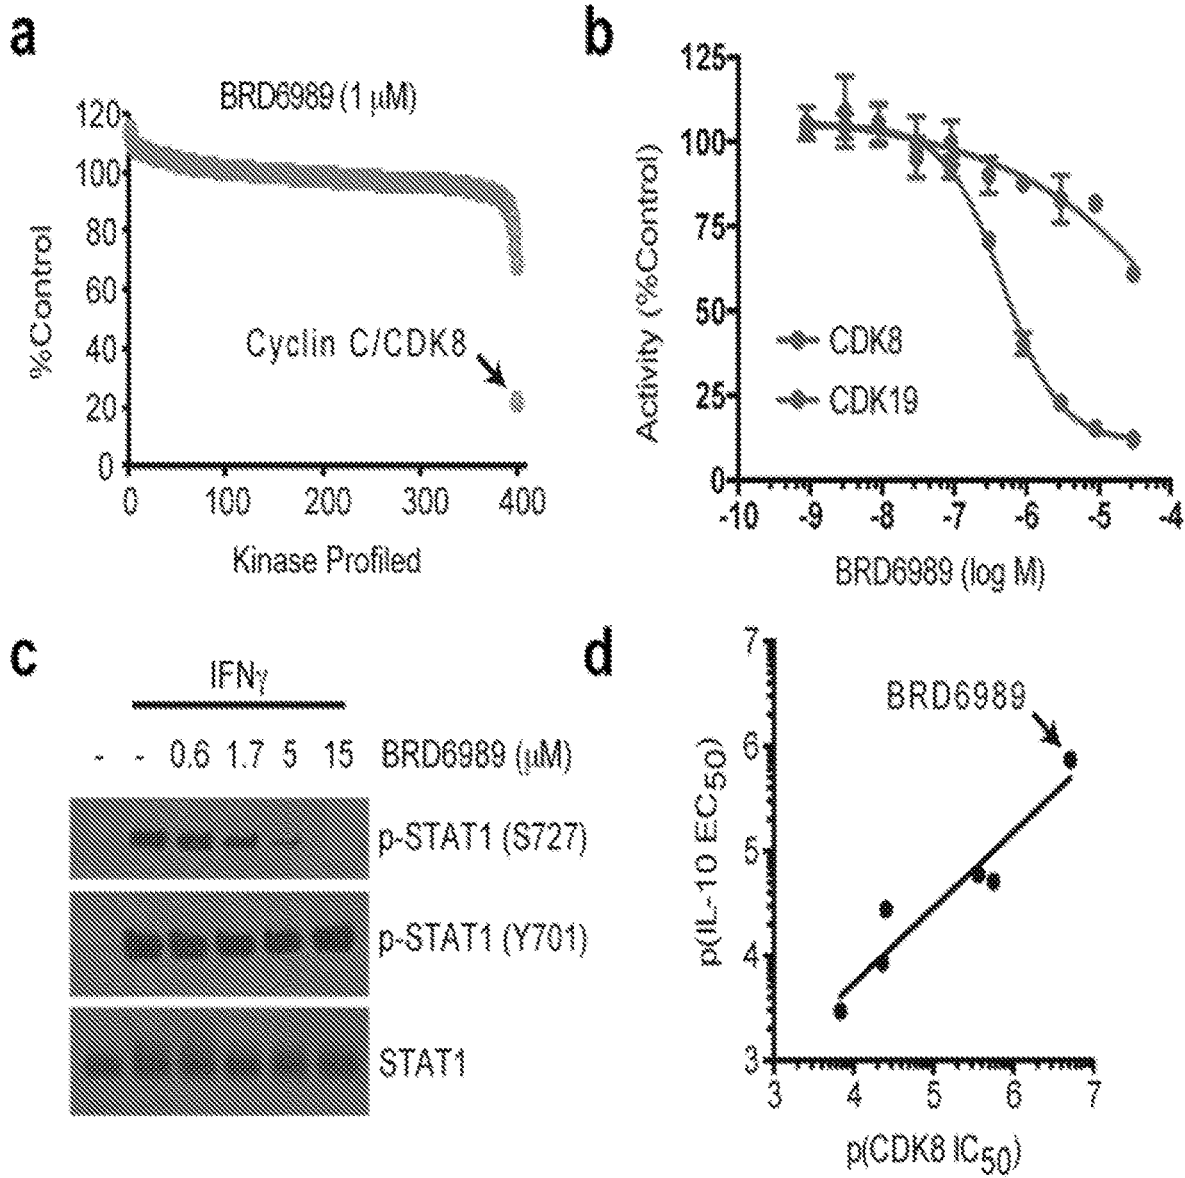 a
BRD6989 (1 μM)
%Control
120
100
80
60
40
20
0
Cyclin C/CDK8
0 100 200 300 400
Kinase Profiled
b
Activity (%Control)
125
100
75
50
25
0
CDK8
CDK19
-10 -9 -8 -7 -6 -5 -4
BRD6989 (log M)
c
IFNγ
- - 0.6 1.7 5 15 BRD6989 (μM)
p-STAT1 (S727)
p-STAT1 (Y701)
STAT1
d
p(IL-10 EC50)
7
6
5
4
3
BRD6989
3 4 5 6 7
p(CDK8 IC50)